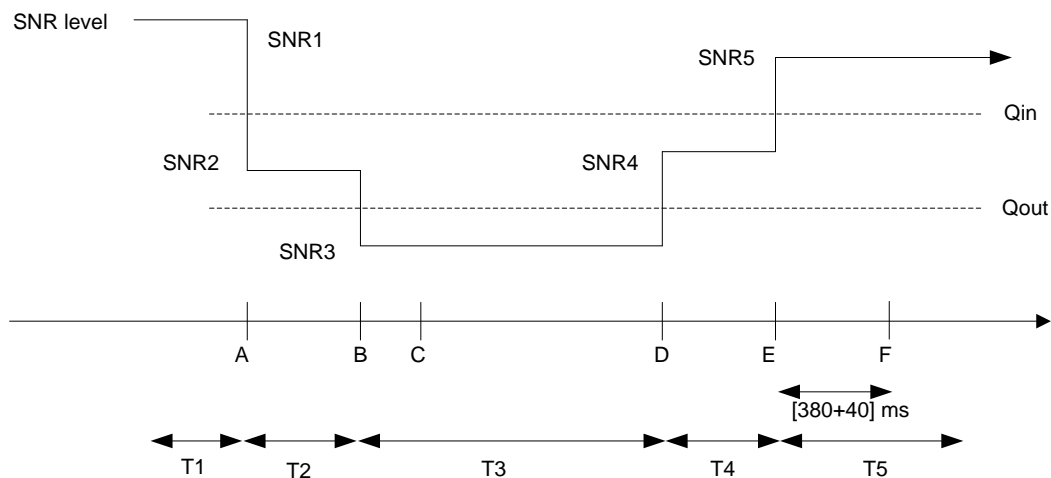 SNR level
SNR1
SNR5
Qin
SNR2
SNR4
Qout
SNR3
A B C D E F
[380+40] ms
T1 T2 T3 T4 T5